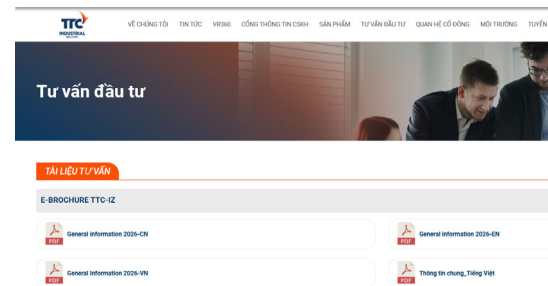 TTC
INDUSTRIAL
VỀ CHÚNG TÔI TIN TỨC VR360 CỔNG THÔNG TIN CSKH SẢN PHẨM TƯ VẤN ĐẦU TƯ QUAN HỆ CỔ ĐÔNG MÔI TRƯỜNG TUYỂN
Tư vấn đầu tư
TÀI LIỆU TƯ VẤN
E-BROCHURE TTC-IZ
PDF General information 2026-CN
PDF General information 2026-EN
PDF General Information 2026-VN
PDF Thông tin chung_Tiếng Việt